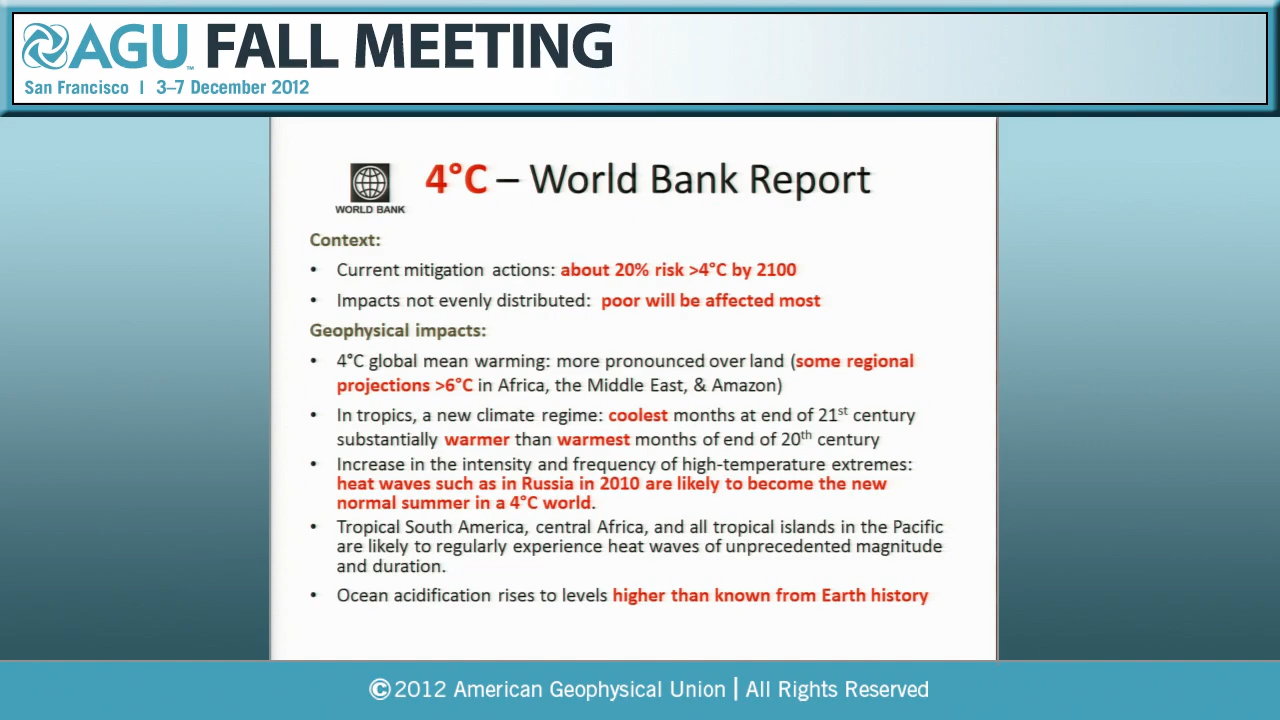 AGU™ FALL MEETING
San Francisco | 3–7 December 2012
WORLD BANK
4°C – World Bank Report
Context:
• Current mitigation actions: about 20% risk >4°C by 2100
• Impacts not evenly distributed: poor will be affected most
Geophysical impacts:
• 4°C global mean warming: more pronounced over land (some regional
projections >6°C in Africa, the Middle East, & Amazon)
• In tropics, a new climate regime: coolest months at end of 21st century
substantially warmer than warmest months of end of 20th century
• Increase in the intensity and frequency of high-temperature extremes:
heat waves such as in Russia in 2010 are likely to become the new
normal summer in a 4°C world.
• Tropical South America, central Africa, and all tropical islands in the Pacific
are likely to regularly experience heat waves of unprecedented magnitude
and duration.
• Ocean acidification rises to levels higher than known from Earth history
©2012 American Geophysical Union | All Rights Reserved